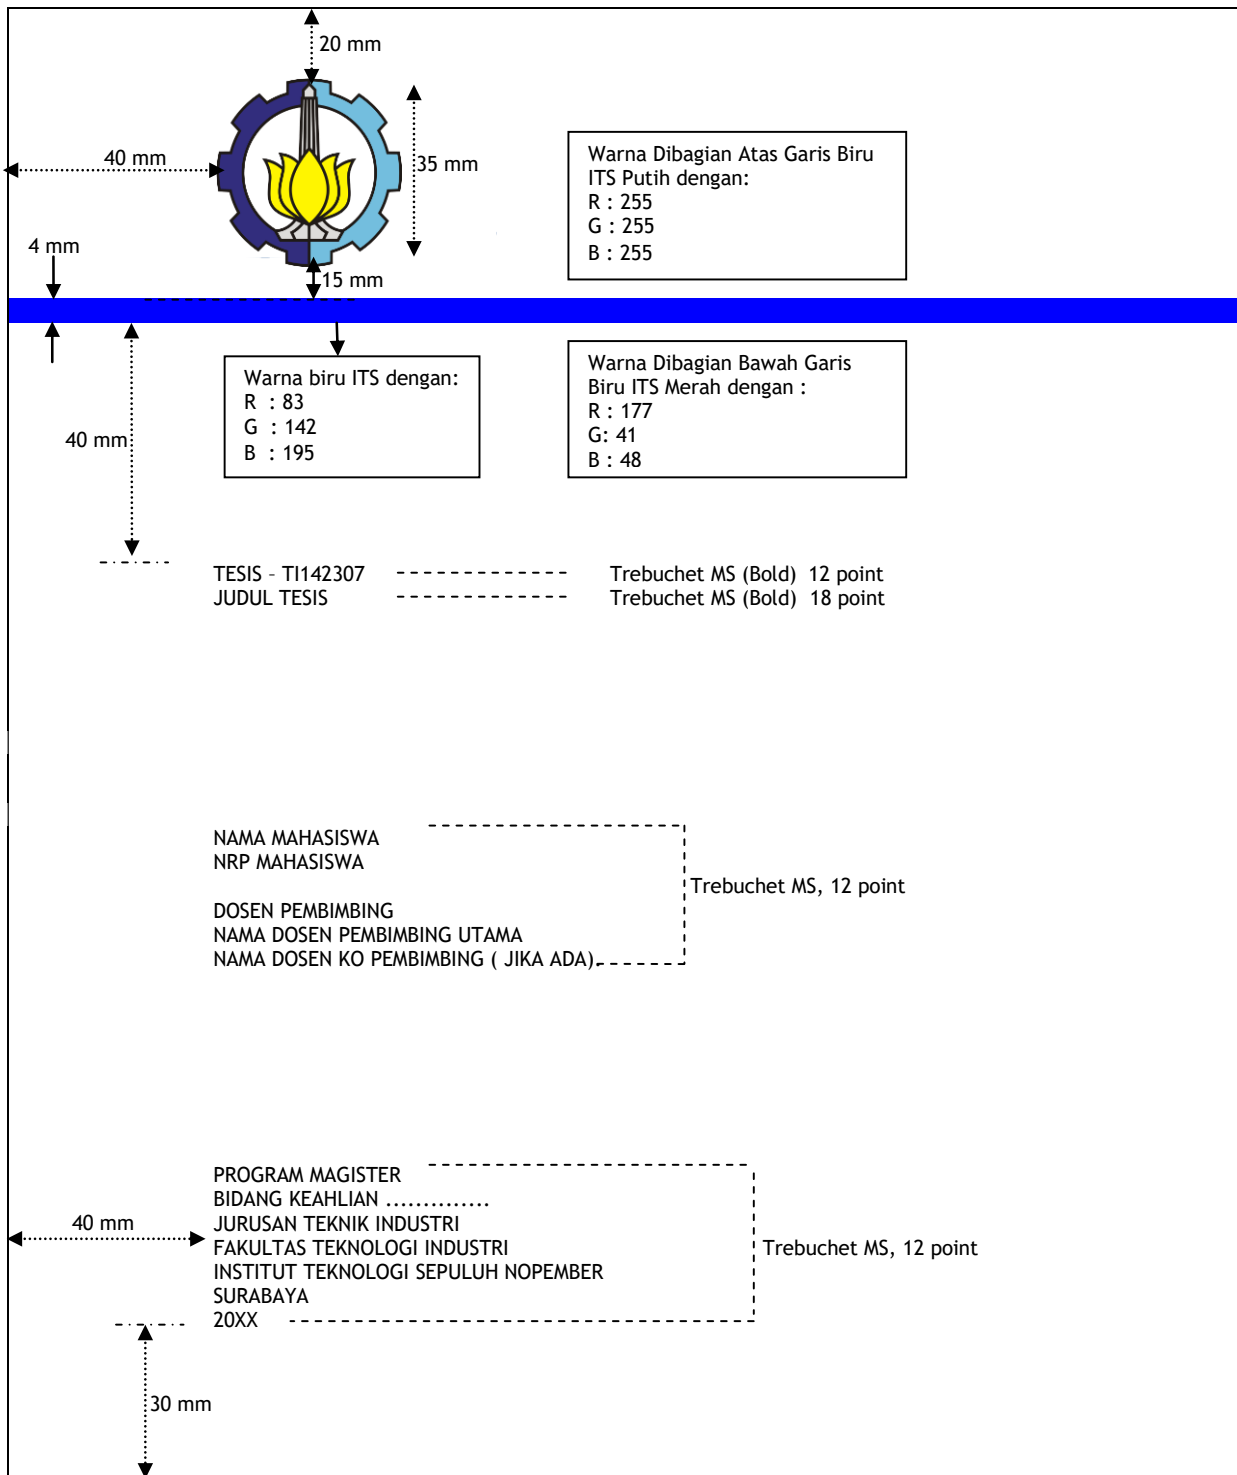 20 mm
40 mm
35 mm
Warna Dibagian Atas Garis Biru
ITS Putih dengan:
R : 255
G : 255
B : 255
4 mm
15 mm
Warna biru ITS dengan:
R : 83
G : 142
B : 195
Warna Dibagian Bawah Garis
Biru ITS Merah dengan :
R : 177
G: 41
B : 48
40 mm
TESIS – TI142307 Trebuchet MS (Bold) 12 point
JUDUL TESIS Trebuchet MS (Bold) 18 point
NAMA MAHASISWA
NRP MAHASISWA
Trebuchet MS, 12 point
DOSEN PEMBIMBING
NAMA DOSEN PEMBIMBING UTAMA
NAMA DOSEN KO PEMBIMBING ( JIKA ADA).
PROGRAM MAGISTER
BIDANG KEAHLIAN ..............
40 mm
JURUSAN TEKNIK INDUSTRI
FAKULTAS TEKNOLOGI INDUSTRI
Trebuchet MS, 12 point
INSTITUT TEKNOLOGI SEPULUH NOPEMBER
SURABAYA
20XX
30 mm